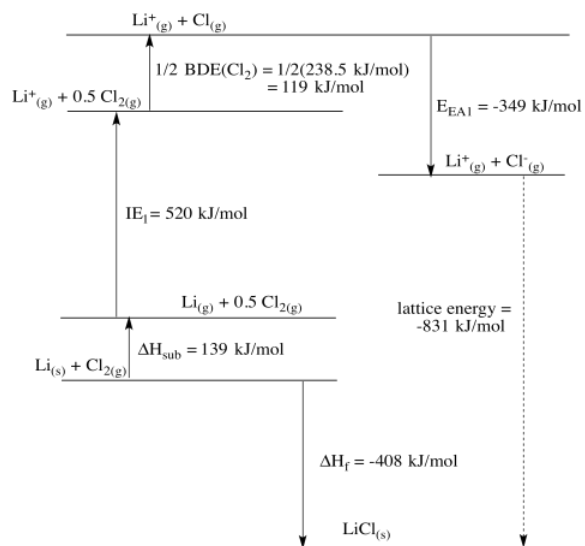 Li⁺(g) + Cl(g)
1/2 BDE(Cl₂) = 1/2(238.5 kJ/mol)
= 119 kJ/mol
Li⁺(g) + 0.5 Cl₂(g)
E_EA1 = -349 kJ/mol
Li⁺(g) + Cl⁻(g)
IE₁ = 520 kJ/mol
Li(g) + 0.5 Cl₂(g)
lattice energy =
-831 kJ/mol
ΔH_sub = 139 kJ/mol
Li(s) + Cl₂(g)
ΔH_f = -408 kJ/mol
LiCl(s)